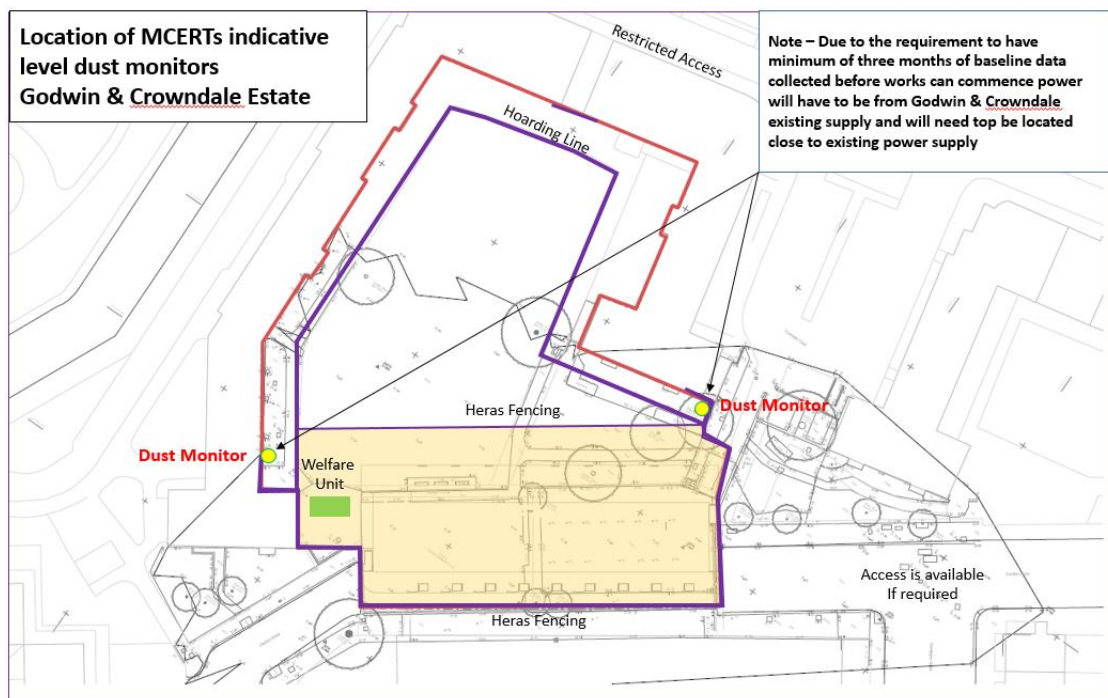 Location of MCERTs indicative
level dust monitors
Godwin & Crowndale Estate
Note – Due to the requirement to have
minimum of three months of baseline data
collected before works can commence power
will have to be from Godwin & Crowndale
existing supply and will need top be located
close to existing power supply
Restricted Access
Hoarding Line
Heras Fencing
Dust Monitor
Dust Monitor
Welfare
Unit
Access is available
If required
Heras Fencing